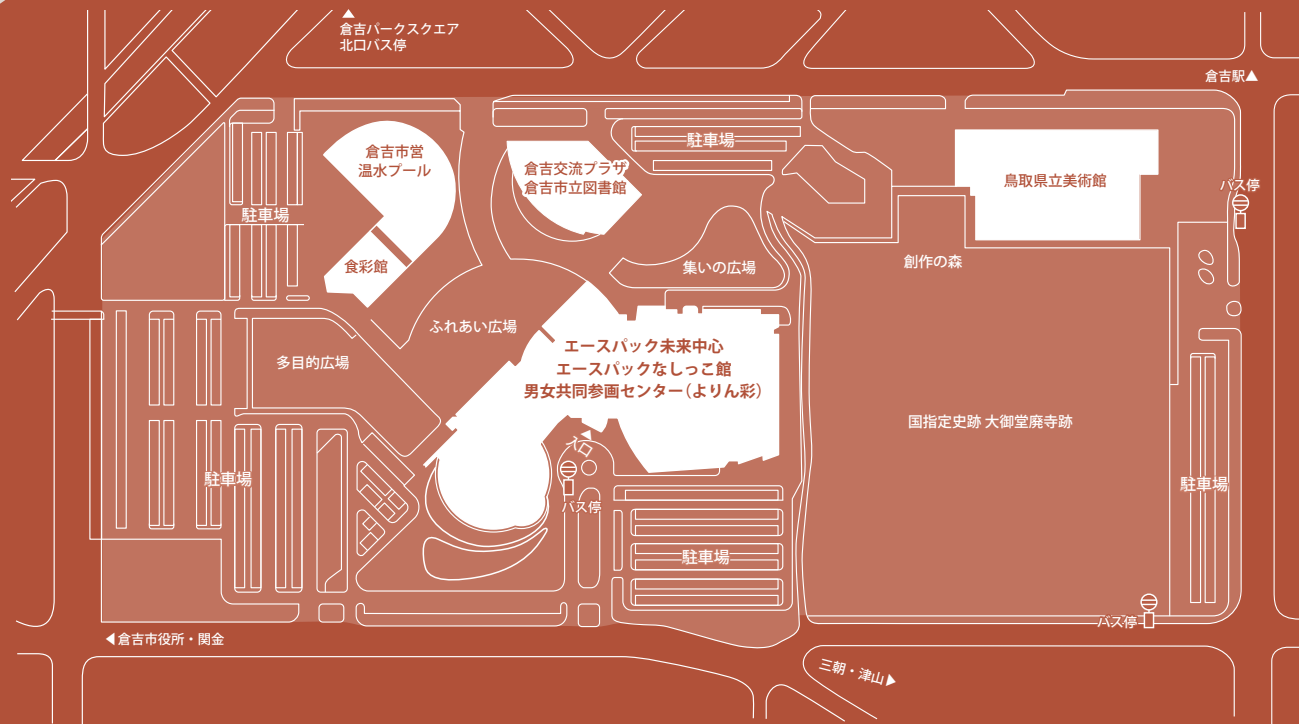 ▲
倉吉パークスクエア
北口バス停
倉吉駅▲
駐車場
倉吉市営
温水プール
倉吉交流プラザ
倉吉市立図書館
鳥取県立美術館
バス停
駐車場
食彩館
集いの広場
創作の森
ふれあい広場
多目的広場
エースパック未来中心
エースパックなしっこ館
男女共同参画センター(よりん彩)
国指定史跡 大御堂廃寺跡
入口
駐車場
駐車場
バス停
駐車場
バス停
◀倉吉市役所・関金
三朝・津山▶